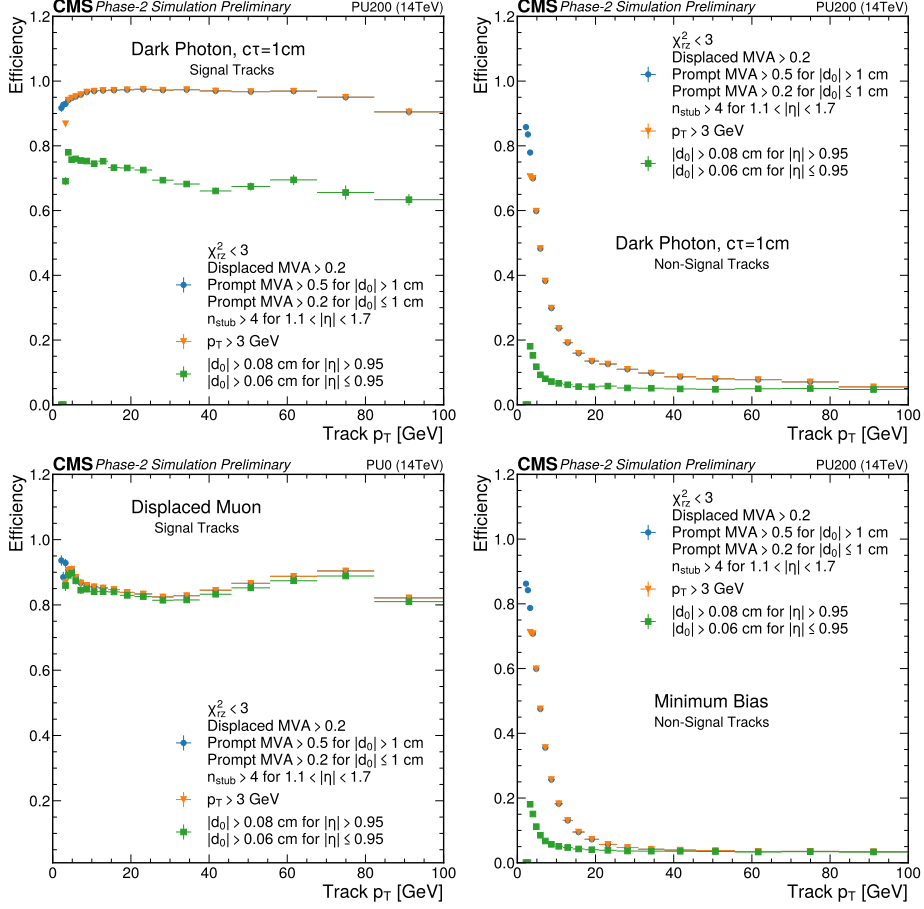 CMS Phase-2 Simulation Preliminary PU200 (14TeV)
Efficiency
1.2
1.0
0.8
0.6
0.4
0.2
0.0
Dark Photon, cτ=1cm
Signal Tracks
χ²rz < 3
Displaced MVA > 0.2
Prompt MVA > 0.5 for |d0| > 1 cm
Prompt MVA > 0.2 for |d0| ≤ 1 cm
nstub > 4 for 1.1 < |η| < 1.7
pT > 3 GeV
|d0| > 0.08 cm for |η| > 0.95
|d0| > 0.06 cm for |η| ≤ 0.95
0 20 40 60 80 100
Track pT [GeV]
CMS Phase-2 Simulation Preliminary PU200 (14TeV)
Efficiency
1.2
1.0
0.8
0.6
0.4
0.2
0.0
χ²rz < 3
Displaced MVA > 0.2
Prompt MVA > 0.5 for |d0| > 1 cm
Prompt MVA > 0.2 for |d0| ≤ 1 cm
nstub > 4 for 1.1 < |η| < 1.7
pT > 3 GeV
|d0| > 0.08 cm for |η| > 0.95
|d0| > 0.06 cm for |η| ≤ 0.95
Dark Photon, cτ=1cm
Non-Signal Tracks
0 20 40 60 80 100
Track pT [GeV]
CMS Phase-2 Simulation Preliminary PU0 (14TeV)
Efficiency
1.2
1.0
0.8
0.6
0.4
0.2
Displaced Muon
Signal Tracks
χ²rz < 3
Displaced MVA > 0.2
Prompt MVA > 0.5 for |d0| > 1 cm
Prompt MVA > 0.2 for |d0| ≤ 1 cm
nstub > 4 for 1.1 < |η| < 1.7
pT > 3 GeV
|d0| > 0.08 cm for |η| > 0.95
|d0| > 0.06 cm for |η| ≤ 0.95
0 20 40 60 80 100
Track pT [GeV]
CMS Phase-2 Simulation Preliminary PU200 (14TeV)
Efficiency
1.2
1.0
0.8
0.6
0.4
0.2
χ²rz < 3
Displaced MVA > 0.2
Prompt MVA > 0.5 for |d0| > 1 cm
Prompt MVA > 0.2 for |d0| ≤ 1 cm
nstub > 4 for 1.1 < |η| < 1.7
pT > 3 GeV
|d0| > 0.08 cm for |η| > 0.95
|d0| > 0.06 cm for |η| ≤ 0.95
Minimum Bias
Non-Signal Tracks
0 20 40 60 80 100
Track pT [GeV]